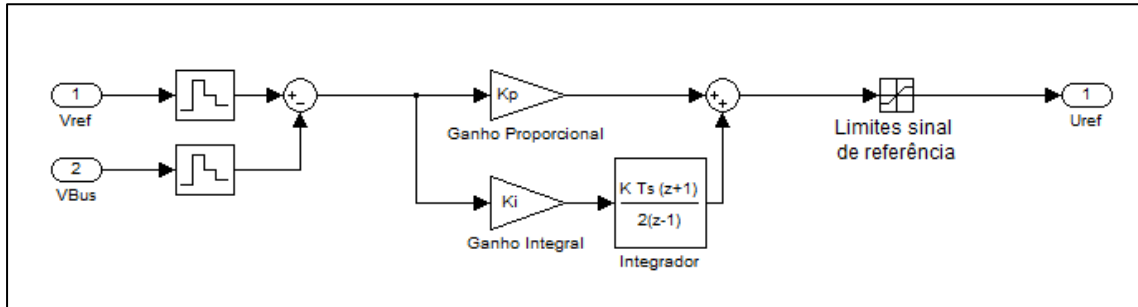 1
Vref
2
VBus
+
−
Kp
Ganho Proporcional
Ki
Ganho Integral
K Ts (z+1)
2(z-1)
Integrador
+
+
Limites sinal
de referência
1
Uref